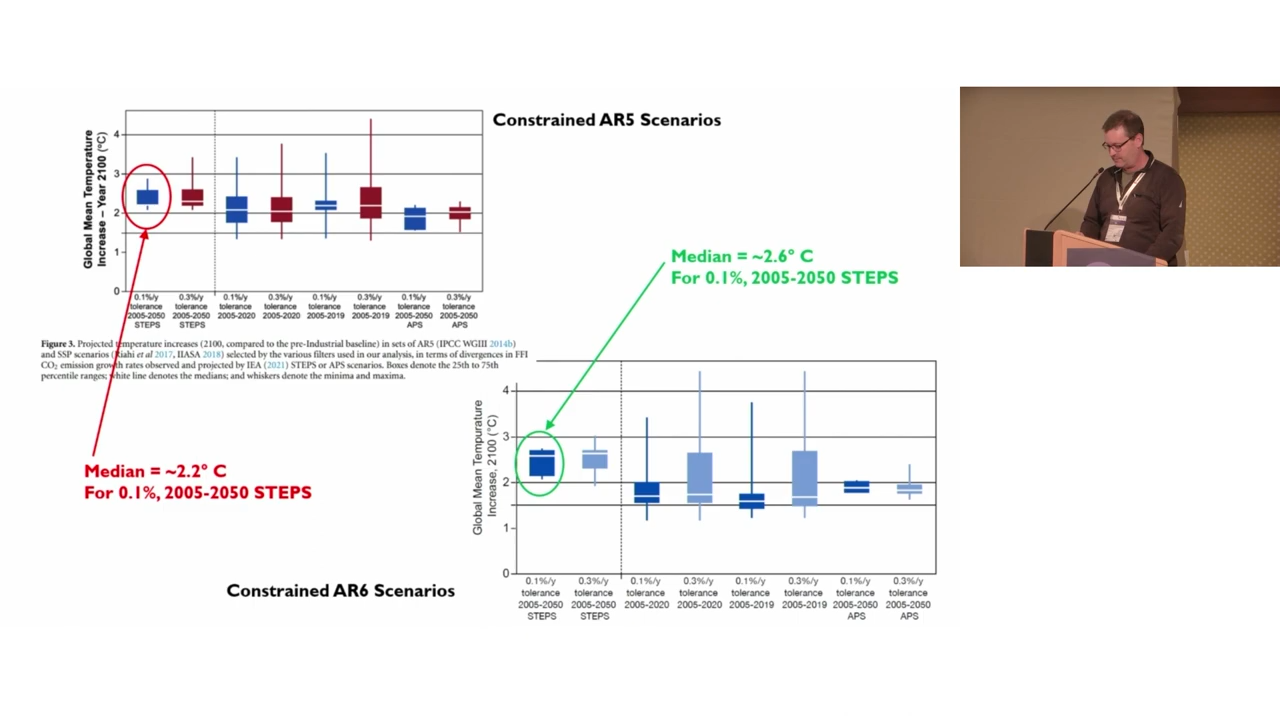 Constrained AR5 Scenarios
Global Mean Temperature
Increase – Year 2100 (°C)
4
3
2
1
0
0.1%/y tolerance 2005-2050 STEPS
0.3%/y tolerance 2005-2050 STEPS
0.1%/y tolerance 2005-2020
0.3%/y tolerance 2005-2020
0.1%/y tolerance 2005-2019
0.3%/y tolerance 2005-2019
0.1%/y tolerance 2005-2050 APS
0.3%/y tolerance 2005-2050 APS
Figure 3. Projected temperature increases (2100, compared to the pre-Industrial baseline) in sets of AR5 (IPCC WGIII 2014b)
and SSP scenarios (Riahi et al 2017, IIASA 2018) selected by the various filters used in our analysis, in terms of divergences in FFI
CO₂ emission growth rates observed and projected by IEA (2021) STEPS or APS scenarios. Boxes denote the 25th to 75th
percentile ranges; white line denotes the medians; and whiskers denote the minima and maxima.
Median = ~2.6° C
For 0.1%, 2005-2050 STEPS
Median = ~2.2° C
For 0.1%, 2005-2050 STEPS
Global Mean Tempurature
Increase, 2100 (°C)
4
3
2
1
0
0.1%/y tolerance 2005-2050 STEPS
0.3%/y tolerance 2005-2050 STEPS
0.1%/y tolerance 2005-2020
0.3%/y tolerance 2005-2020
0.1%/y tolerance 2005-2019
0.3%/y tolerance 2005-2019
0.1%/y tolerance 2005-2050 APS
0.3%/y tolerance 2005-2050 APS
Constrained AR6 Scenarios